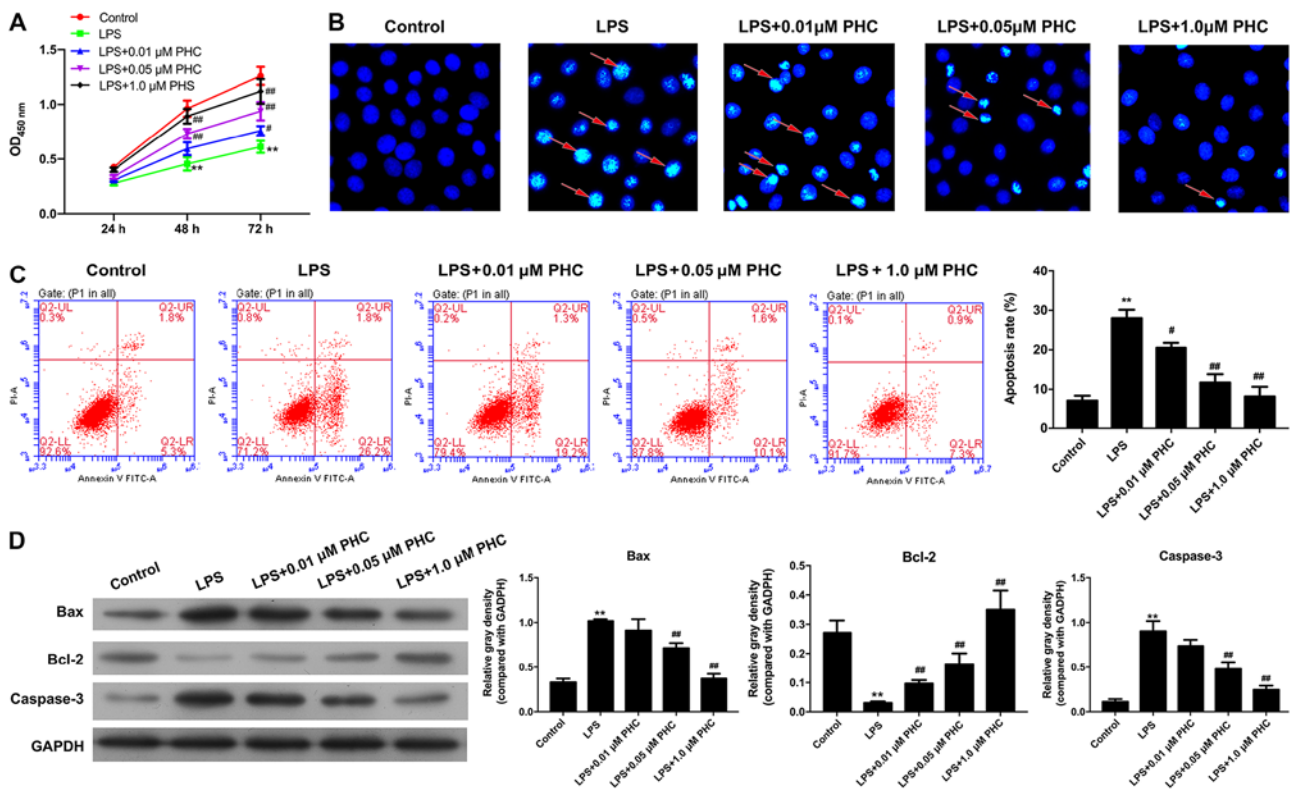 A
Control
LPS
LPS+0.01 µM PHC
LPS+0.05 µM PHC
LPS+1.0 µM PHS
OD450 nm
1.5
1.0
0.5
0.0
24 h
48 h
72 h
##
##
#
**
##
##
**
B
Control
LPS
LPS+0.01µM PHC
LPS+0.05µM PHC
LPS+1.0µM PHC
C
Control
LPS
LPS+0.01 µM PHC
LPS+0.05 µM PHC
LPS + 1.0 µM PHC
Gate: (P1 in all)
Q2-UL
0.3%
Q2-UR
1.8%
Q2-LL
92.6%
Q2-LR
5.3%
PI-A
Annexin V FITC-A
Gate: (P1 in all)
Q2-UL
0.8%
Q2-UR
1.8%
Q2-LL
71.2%
Q2-LR
26.2%
PI-A
Annexin V FITC-A
Gate: (P1 in all)
Q2-UL
0.2%
Q2-UR
1.3%
Q2-LL
79.4%
Q2-LR
19.2%
PI-A
Annexin V FITC-A
Gate: (P1 in all)
Q2-UL
0.5%
Q2-UR
1.6%
Q2-LL
87.8%
Q2-LR
10.1%
PI-A
Annexin V FITC-A
Gate: (P1 in all)
Q2-UL
0.1%
Q2-UR
0.9%
Q2-LL
91.7%
Q2-LR
7.3%
PI-A
Annexin V FITC-A
Apoptosis rate (%)
40
30
20
10
0
**
#
##
##
Control
LPS
LPS+0.01 µM PHC
LPS+0.05 µM PHC
LPS+1.0 µM PHC
D
Control
LPS
LPS+0.01 µM PHC
LPS+0.05 µM PHC
LPS+1.0 µM PHC
Bax
Bcl-2
Caspase-3
GAPDH
Bax
Relative gray density
(compared with GADPH)
1.5
1.0
0.5
0.0
**
##
##
Control
LPS
LPS+0.01 µM PHC
LPS+0.05 µM PHC
LPS+1.0 µM PHC
Bcl-2
Relative gray density
(compared with GADPH)
0.5
0.4
0.3
0.2
0.1
0.0
**
##
##
##
Control
LPS
LPS+0.01 µM PHC
LPS+0.05 µM PHC
LPS+1.0 µM PHC
Caspase-3
Relative gray density
(compared with GADPH)
1.5
1.0
0.5
0.0
**
##
##
Control
LPS
LPS+0.01 µM PHC
LPS+0.05 µM PHC
LPS+1.0 µM PHC